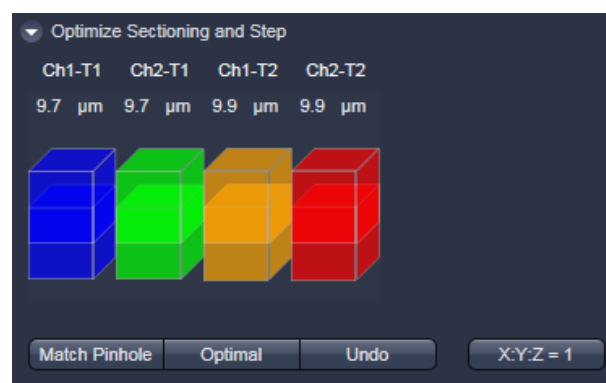 Optimize Sectioning and Step
Ch1-T1 Ch2-T1 Ch1-T2 Ch2-T2
9.7 µm 9.7 µm 9.9 µm 9.9 µm
Match Pinhole Optimal Undo X:Y:Z = 1